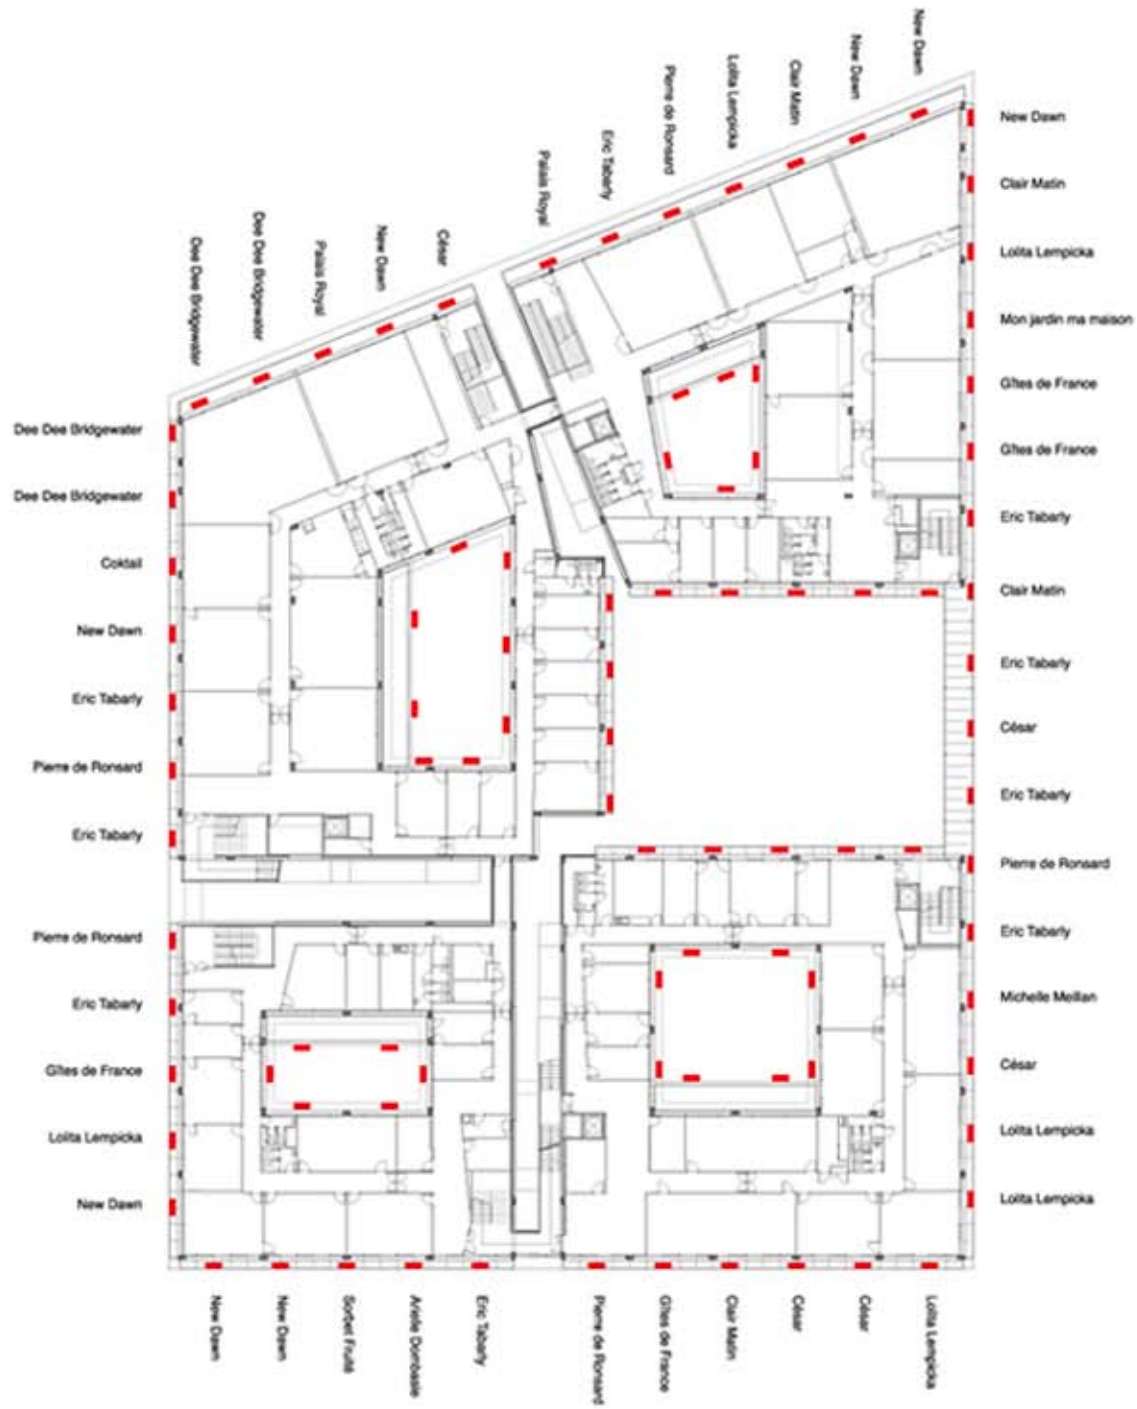 New Dawn
New Dawn
Clair Matin
Lolita Lempicka
Pierre de Ronsard
Eric Tabarly
Palais Royal
César
New Dawn
Palais Royal
Dee Dee Bridgewater
Dee Dee Bridgewater
New Dawn
Clair Matin
Lolita Lempicka
Mon jardin ma maison
Gîtes de France
Gîtes de France
Eric Tabarly
Clair Matin
Eric Tabarly
César
Eric Tabarly
Pierre de Ronsard
Eric Tabarly
Michelle Meillan
César
Lolita Lempicka
Lolita Lempicka
Dee Dee Bridgewater
Dee Dee Bridgewater
Coktail
New Dawn
Eric Tabarly
Pierre de Ronsard
Eric Tabarly
Pierre de Ronsard
Eric Tabarly
Gîtes de France
Lolita Lempicka
New Dawn
New Dawn
New Dawn
Sorbet Fruité
Arielle Dombasle
Eric Tabarly
Pierre de Ronsard
Gîtes de France
Clair Matin
César
César
Lolita Lempicka